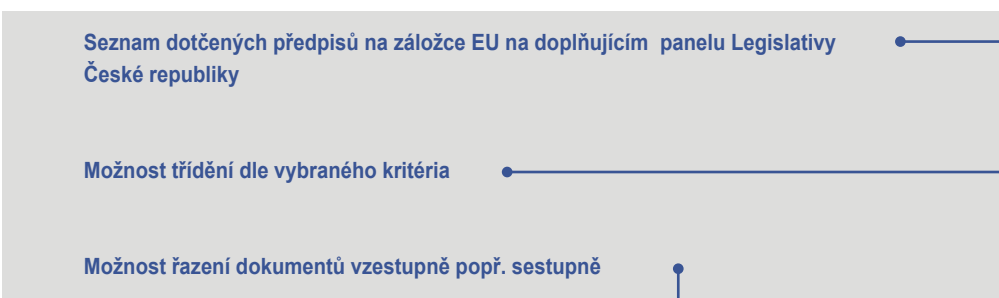 Seznam dotčených předpisů na záložce EU na doplňujícím panelu Legislativy
České republiky
Možnost třídění dle vybraného kritéria
Možnost řazení dokumentů vzestupně popř. sestupně